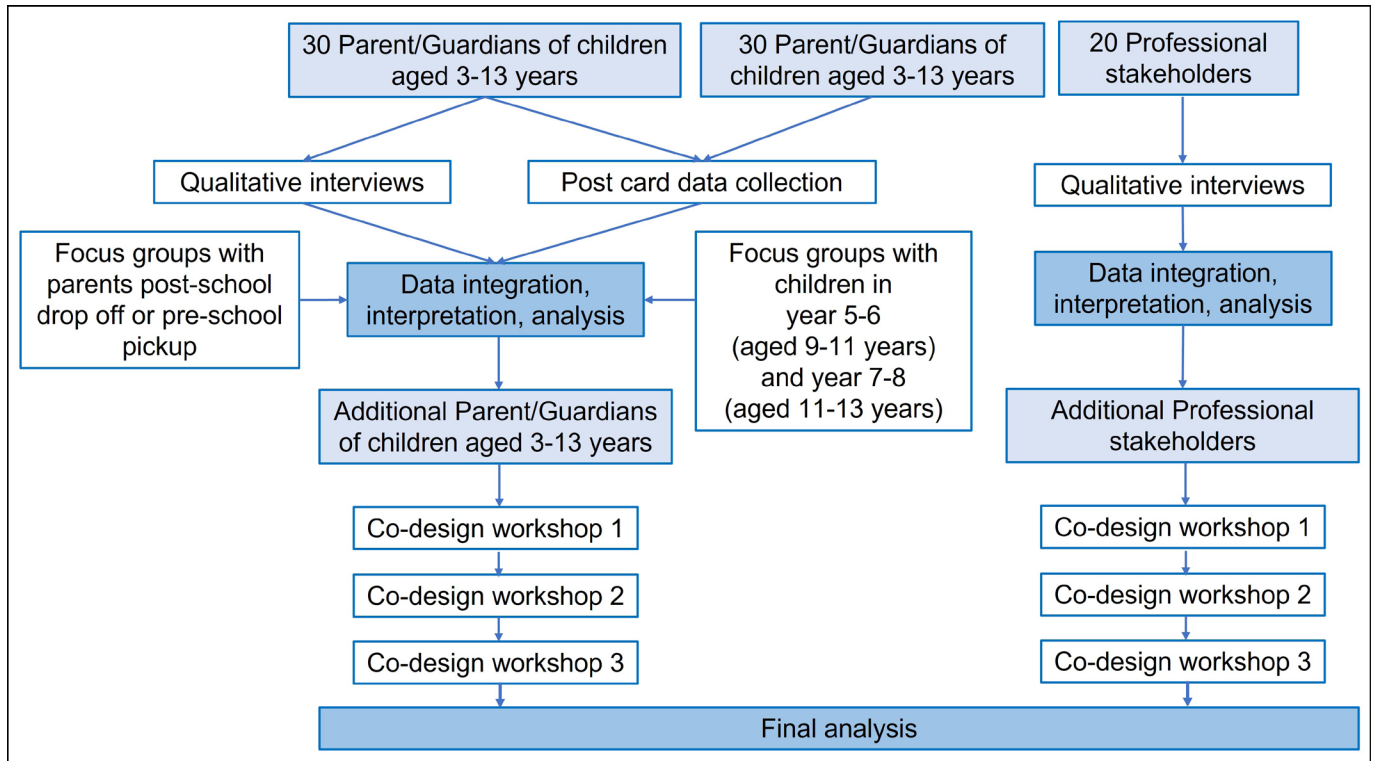 30 Parent/Guardians of children
aged 3-13 years
30 Parent/Guardians of
children aged 3-13 years
20 Professional
stakeholders
Qualitative interviews
Post card data collection
Qualitative interviews
Focus groups with
parents post-school
drop off or pre-school
pickup
Data integration,
interpretation, analysis
Focus groups with
children in
year 5-6
(aged 9-11 years)
and year 7-8
(aged 11-13 years)
Data integration,
interpretation, analysis
Additional Parent/Guardians
of children aged 3-13 years
Additional Professional
stakeholders
Co-design workshop 1
Co-design workshop 1
Co-design workshop 2
Co-design workshop 2
Co-design workshop 3
Co-design workshop 3
Final analysis